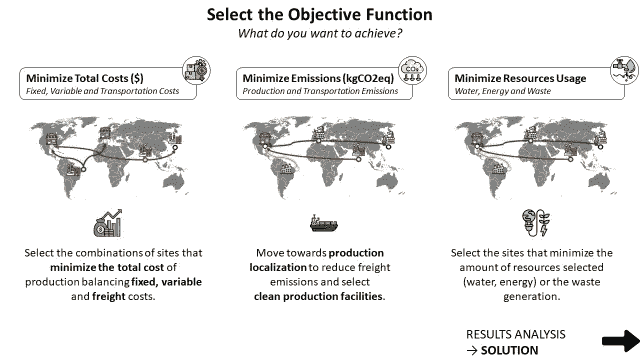 Select the Objective Function
What do you want to achieve?
Minimize Total Costs ($)
Fixed, Variable and Transportation Costs
Minimize Emissions (kgCO2eq)
Production and Transportation Emissions
CO₂
Minimize Resources Usage
Water, Energy and Waste
Select the combinations of sites that
minimize the total cost of
production balancing fixed, variable
and freight costs.
Move towards production
localization to reduce freight
emissions and select
clean production facilities.
Select the sites that minimize the
amount of resources selected
(water, energy) or the waste
generation.
RESULTS ANALYSIS
→ SOLUTION